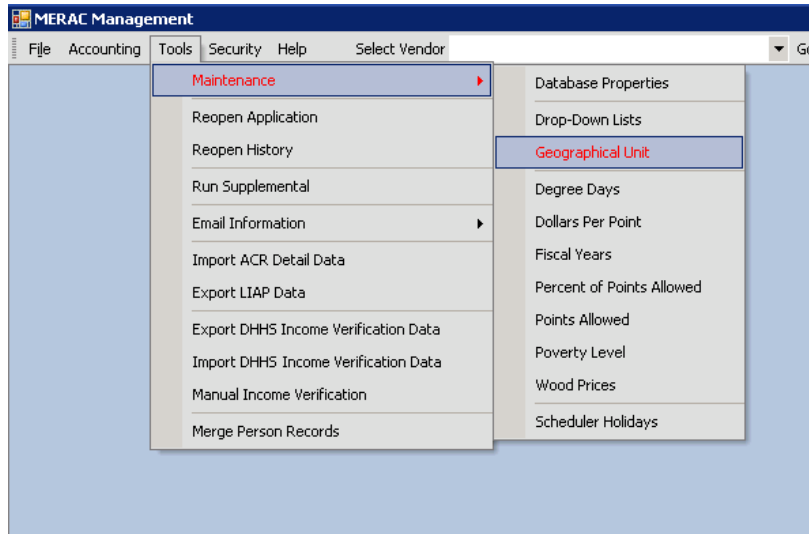 MERAC Management
File Accounting Tools Security Help Select Vendor
Maintenance
Reopen Application
Reopen History
Run Supplemental
Email Information
Import ACR Detail Data
Export LIAP Data
Export DHHS Income Verification Data
Import DHHS Income Verification Data
Manual Income Verification
Merge Person Records
Database Properties
Drop-Down Lists
Geographical Unit
Degree Days
Dollars Per Point
Fiscal Years
Percent of Points Allowed
Points Allowed
Poverty Level
Wood Prices
Scheduler Holidays